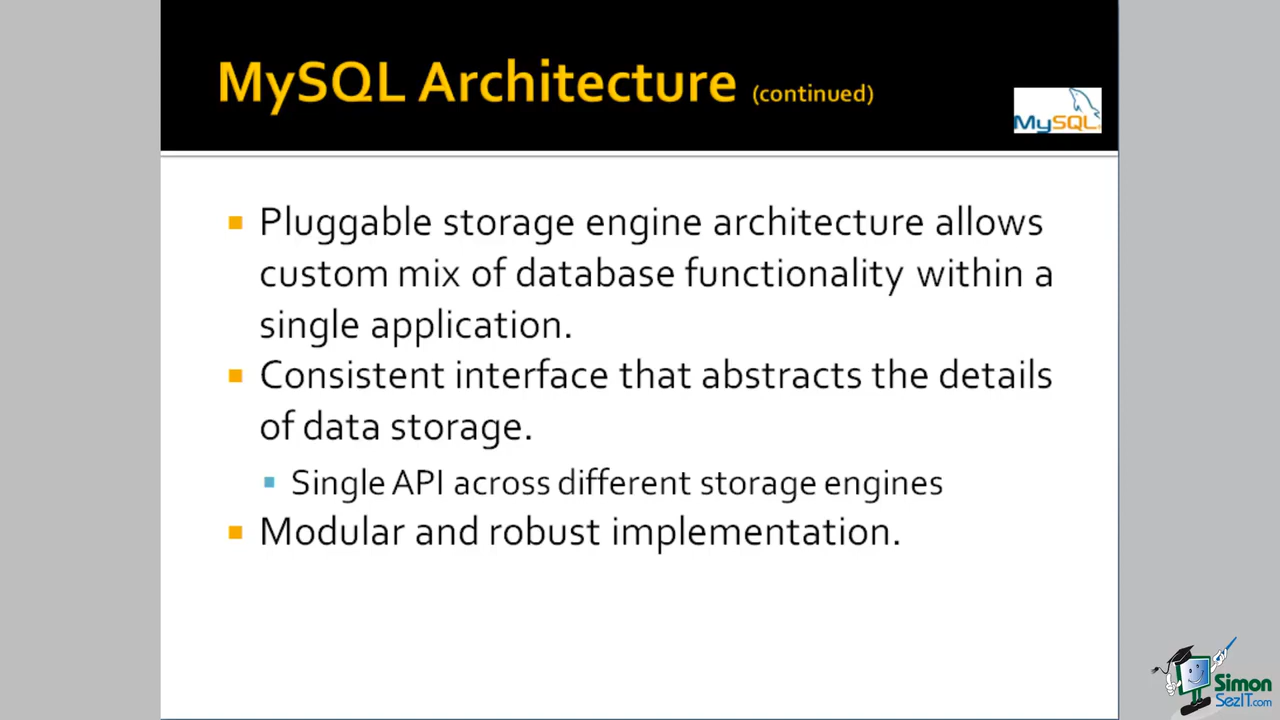 MySQL Architecture (continued)
MySQL
Pluggable storage engine architecture allows
custom mix of database functionality within a
single application.
Consistent interface that abstracts the details
of data storage.
Single API across different storage engines
Modular and robust implementation.
Simon
SezIT.com